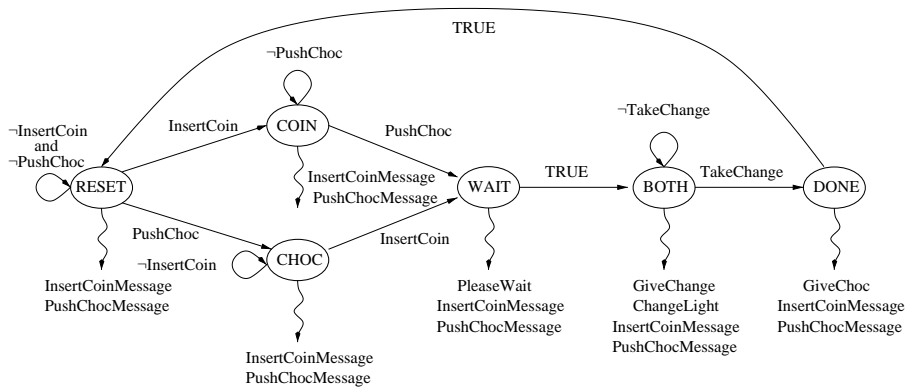 TRUE
¬PushChoc
¬TakeChange
¬InsertCoin
and
¬PushChoc
InsertCoin
COIN
PushChoc
RESET
InsertCoinMessage
PushChocMessage
WAIT
TRUE
BOTH
TakeChange
DONE
PushChoc
InsertCoin
¬InsertCoin
CHOC
InsertCoinMessage
PushChocMessage
PleaseWait
InsertCoinMessage
PushChocMessage
GiveChange
ChangeLight
InsertCoinMessage
PushChocMessage
GiveChoc
InsertCoinMessage
PushChocMessage
InsertCoinMessage
PushChocMessage